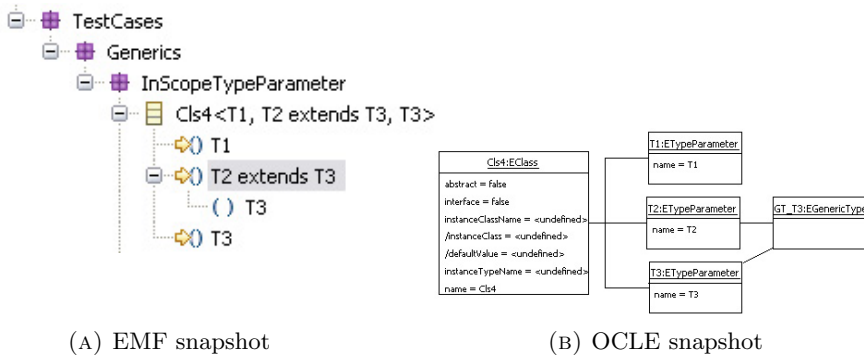 TestCases
Generics
InScopeTypeParameter
Cls4<T1, T2 extends T3, T3>
T1
T2 extends T3
( ) T3
T3
Cls4:EClass
abstract = false
interface = false
instanceClassName = <undefined>
/instanceClass = <undefined>
/defaultValue = <undefined>
instanceTypeName = <undefined>
name = Cls4
T1:ETypeParameter
name = T1
T2:ETypeParameter
name = T2
GT_T3:EGenericType
T3:ETypeParameter
name = T3
(A) EMF snapshot
(B) OCLE snapshot